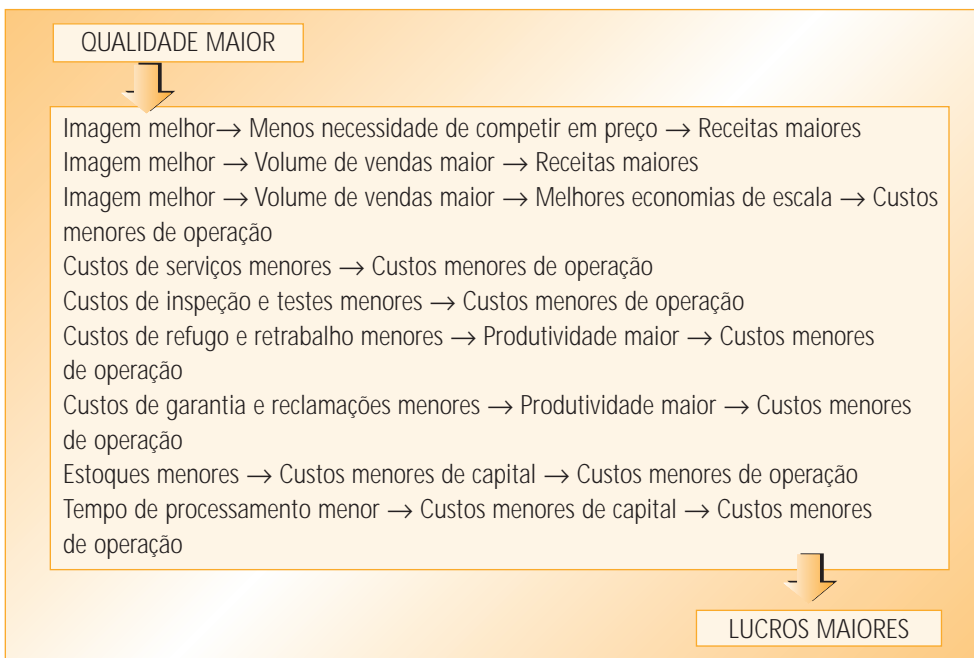 QUALIDADE MAIOR
Imagem melhor→ Menos necessidade de competir em preço → Receitas maiores
Imagem melhor → Volume de vendas maior → Receitas maiores
Imagem melhor → Volume de vendas maior → Melhores economias de escala → Custos
menores de operação
Custos de serviços menores → Custos menores de operação
Custos de inspeção e testes menores → Custos menores de operação
Custos de refugo e retrabalho menores → Produtividade maior → Custos menores
de operação
Custos de garantia e reclamações menores → Produtividade maior → Custos menores
de operação
Estoques menores → Custos menores de capital → Custos menores de operação
Tempo de processamento menor → Custos menores de capital → Custos menores
de operação
LUCROS MAIORES